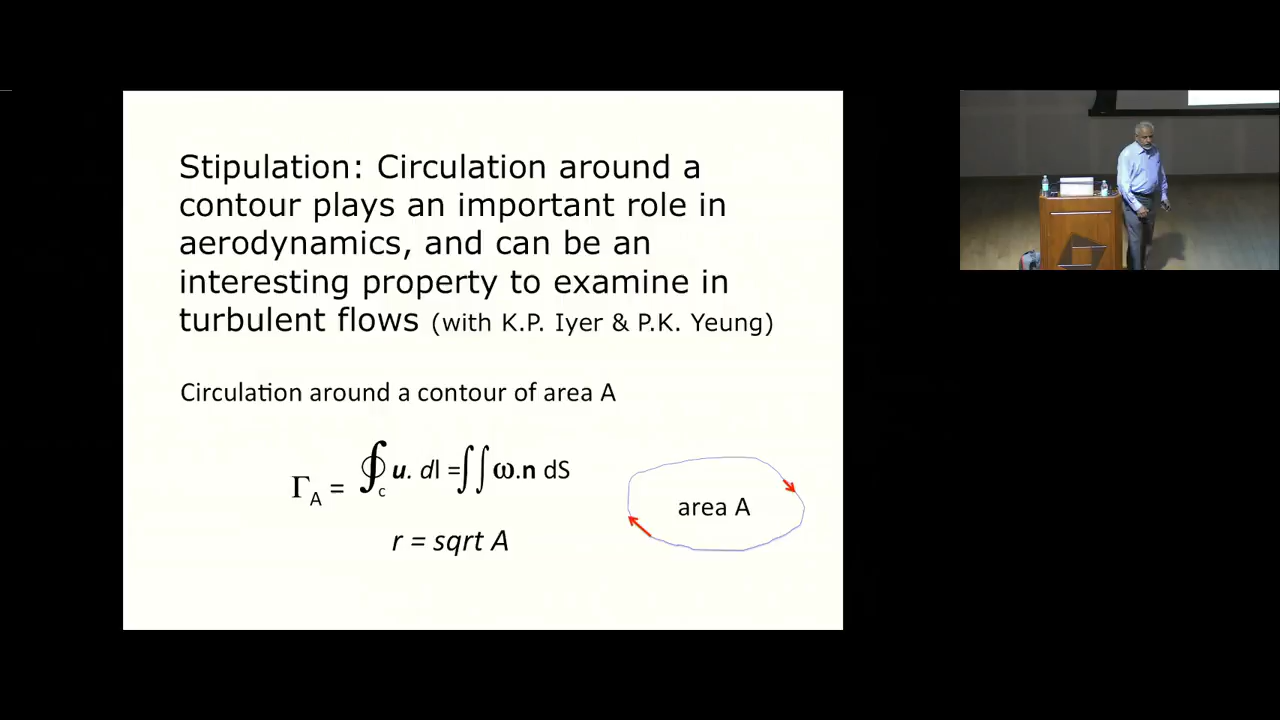 Stipulation: Circulation around a
contour plays an important role in
aerodynamics, and can be an
interesting property to examine in
turbulent flows (with K.P. Iyer & P.K. Yeung)
Circulation around a contour of area A
Γ_A = ∮_c u. dl =∫∫ω.n dS
r = sqrt A
area A